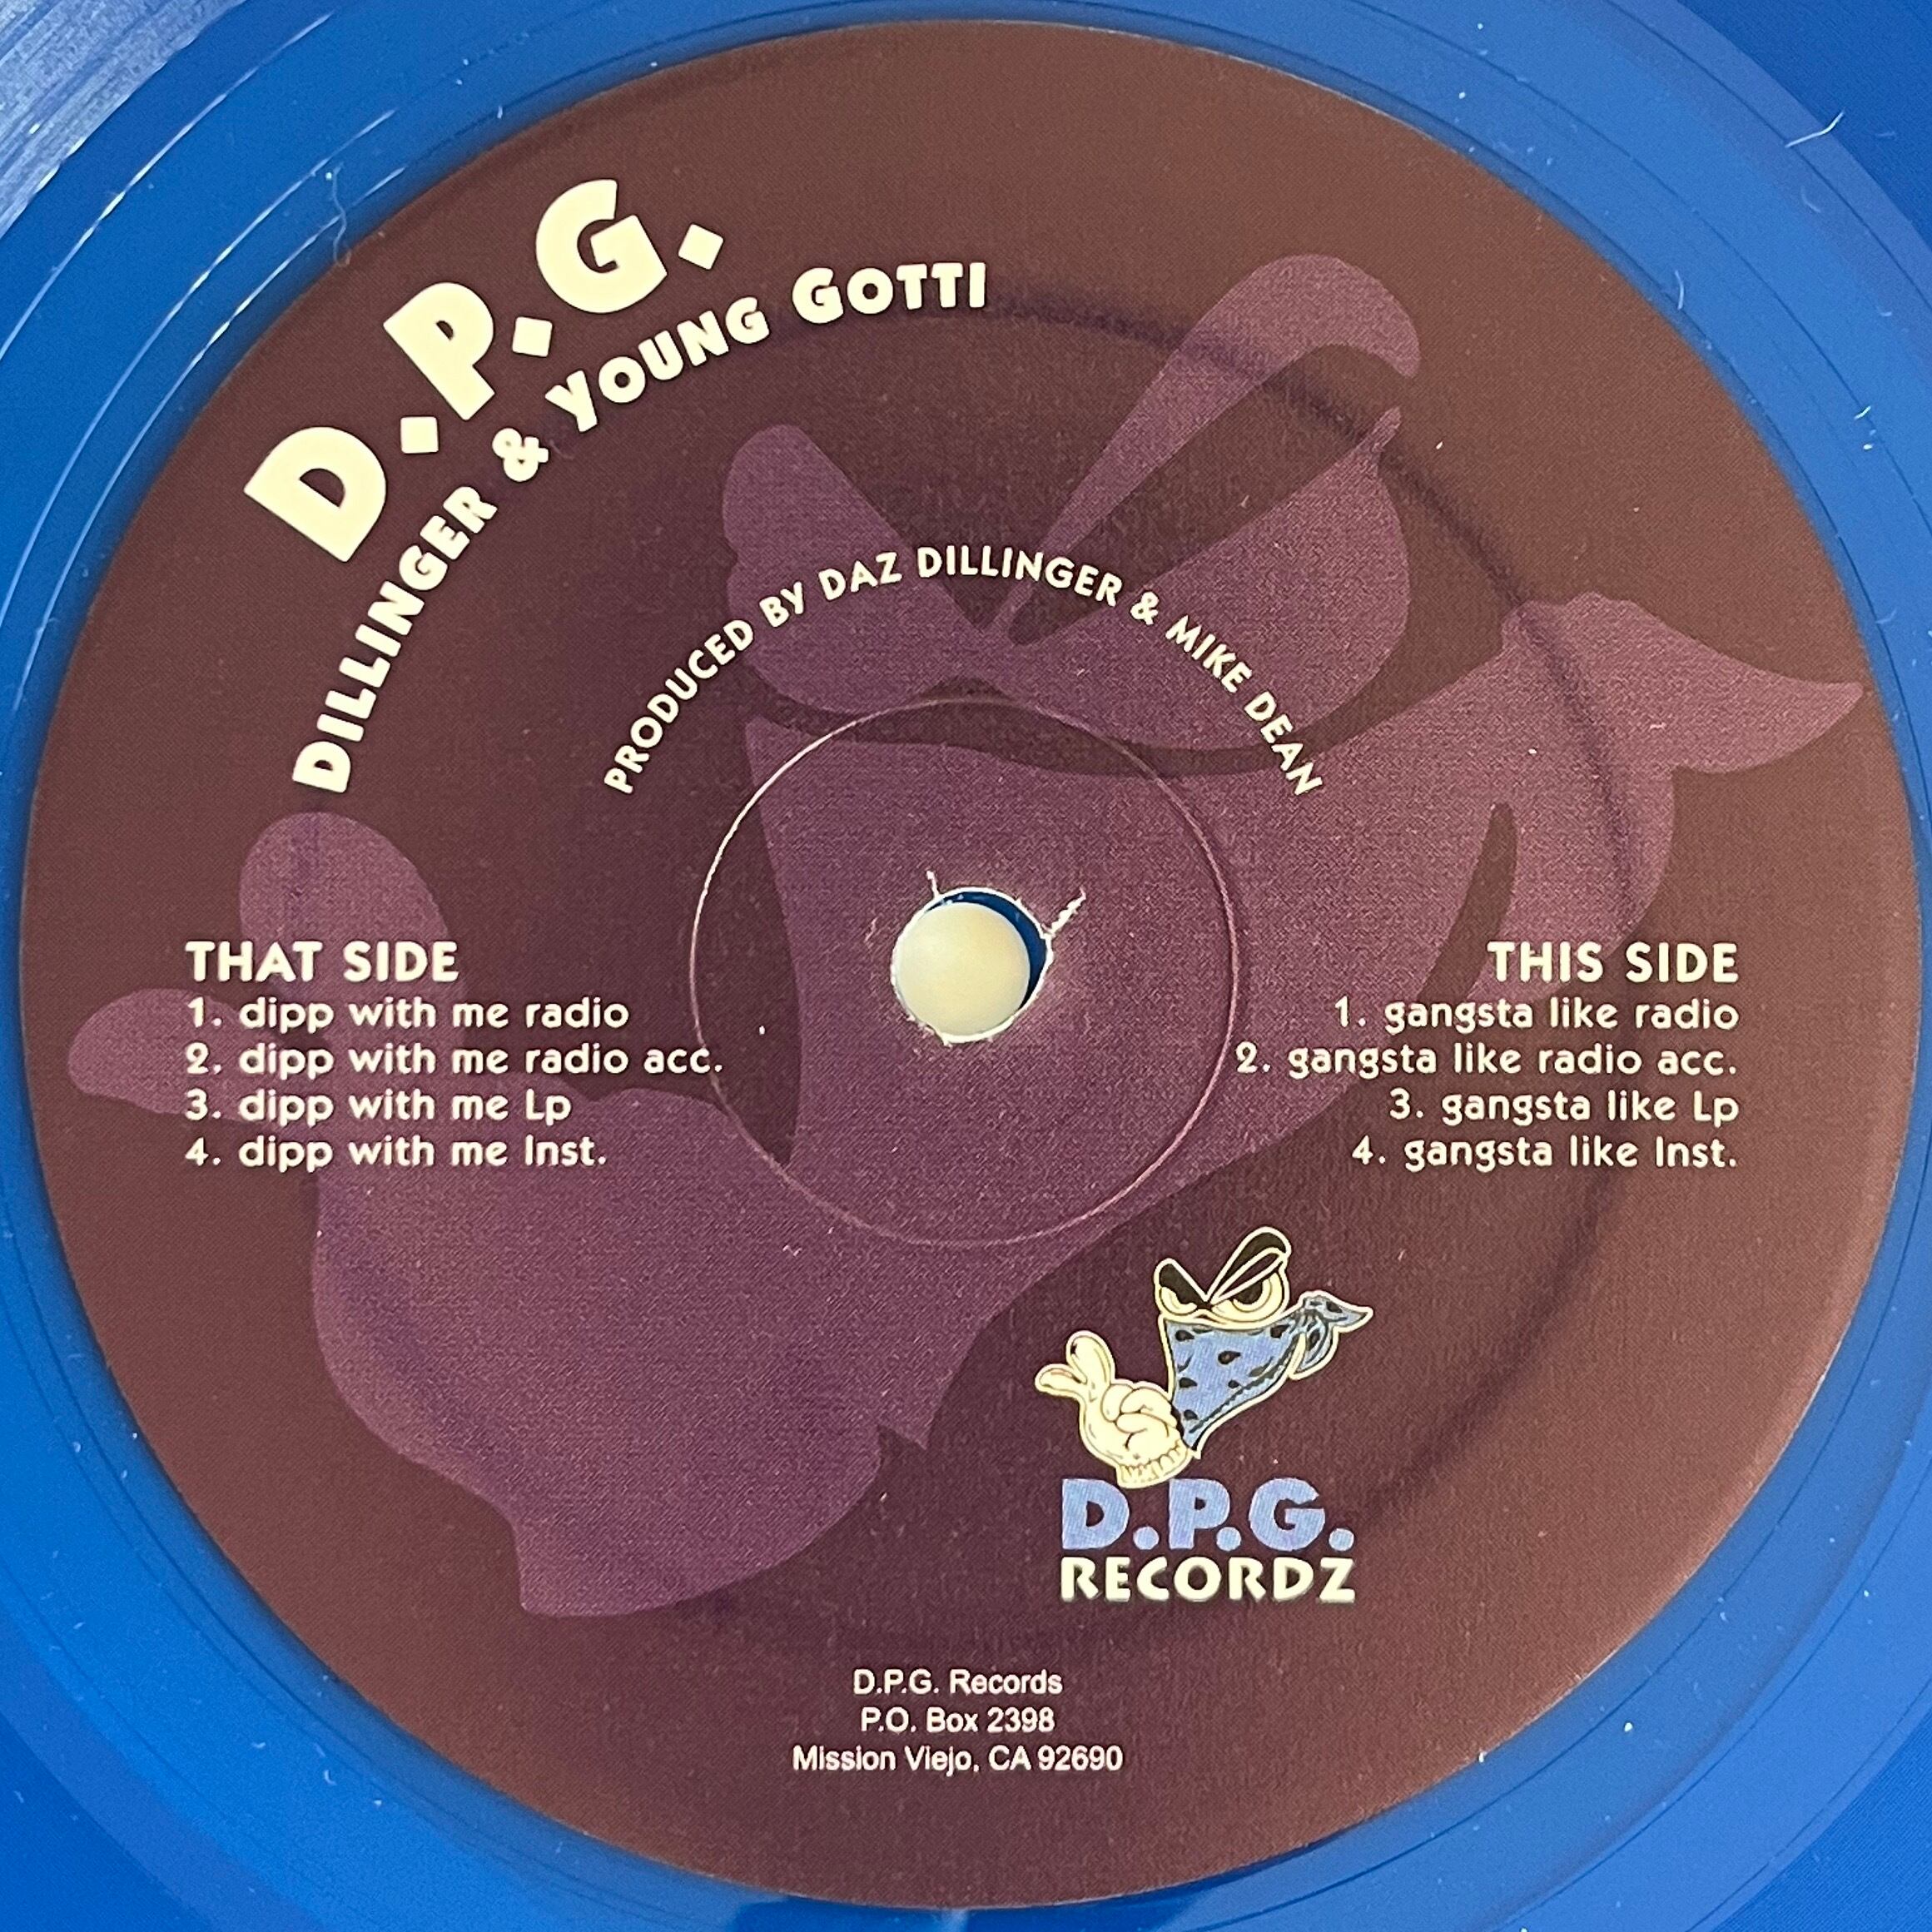 D.P.G.
DILLINGER & YOUNG GOTTI
PRODUCED BY DAZ DILLINGER & MIKE DEAN
THAT SIDE
1. dipp with me radio
2. dipp with me radio acc.
3. dipp with me Lp
4. dipp with me Inst.
THIS SIDE
1. gangsta like radio
2. gangsta like radio acc.
3. gangsta like Lp
4. gangsta like Inst.
D.P.G.
RECORDZ
D.P.G. Records
P.O. Box 2398
Mission Viejo, CA 92690